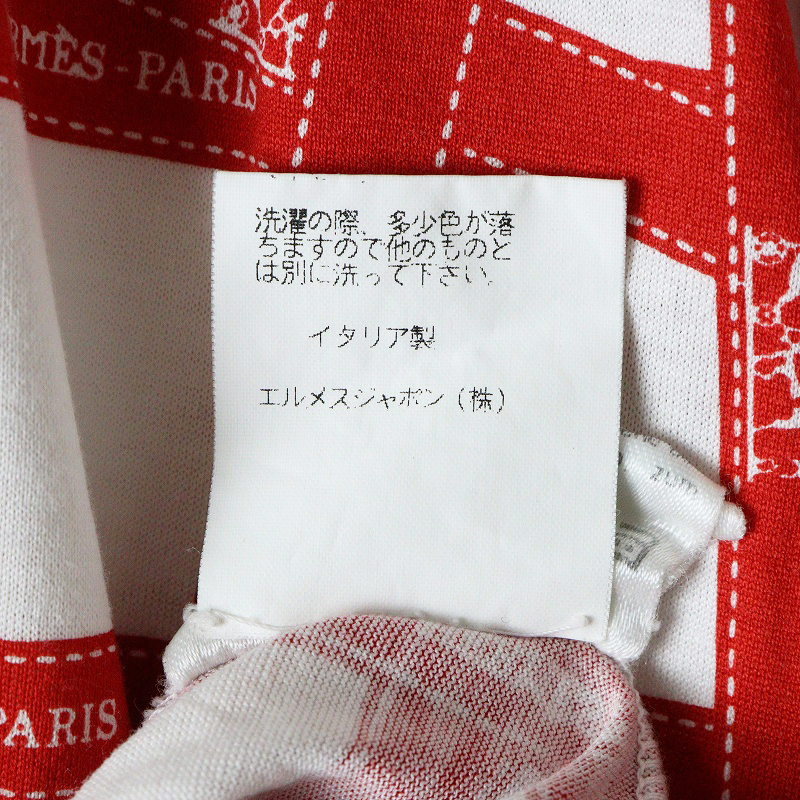 RMÈS-PARIS
洗濯の際、多少色が落
ちますので他のものと
は別に洗って下さい。
イタリア製
エルメスジャポン(株)
ZUM
PARIS